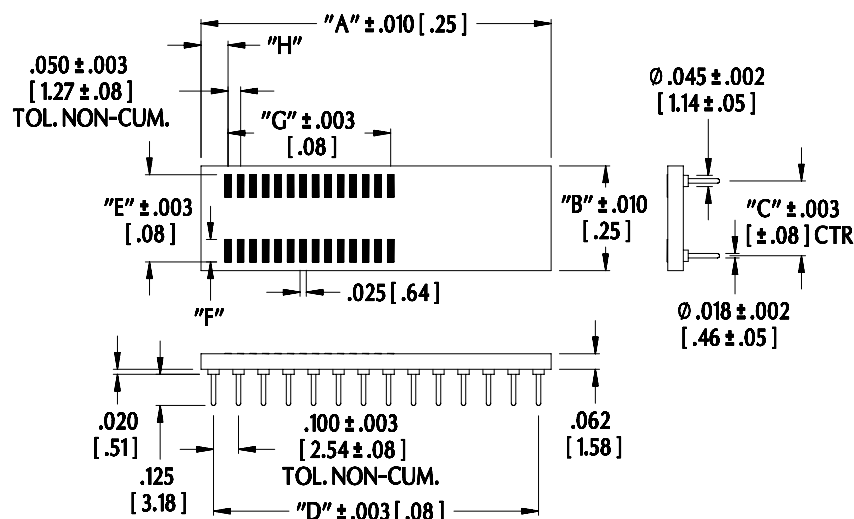 "A" ±.010 [.25]
"H"
.050 ±.003
[1.27 ±.08]
TOL. NON-CUM.
"G" ±.003
[.08]
Ø .045 ±.002
[1.14 ±.05]
"E" ±.003
[.08]
"B" ±.010
[.25]
"C" ±.003
[±.08] CTR
"F"
.025 [.64]
Ø .018 ±.002
[.46 ±.05]
.020
[.51]
.125
[3.18]
.100 ±.003
[2.54 ±.08]
TOL. NON-CUM.
.062
[1.58]
"D" ±.003 [.08]